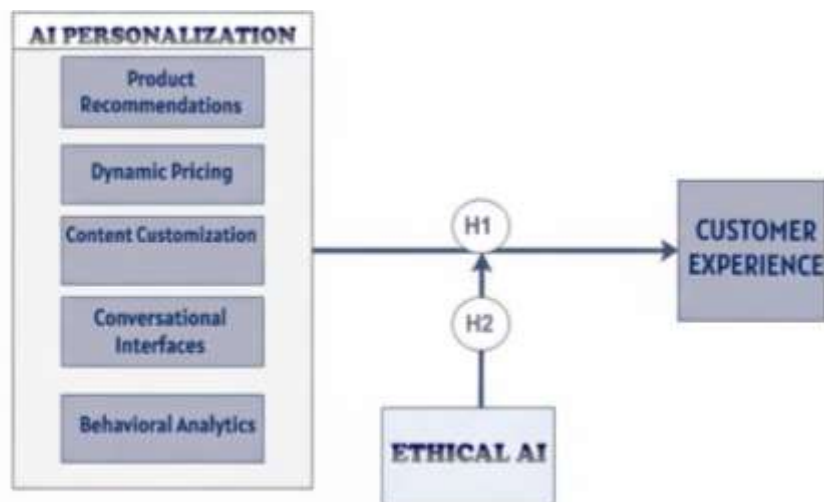 AI PERSONALIZATION
Product
Recommendations
Dynamic Pricing
Content Customization
Conversational
Interfaces
Behavioral Analytics
H1
H2
CUSTOMER
EXPERIENCE
ETHICAL AI